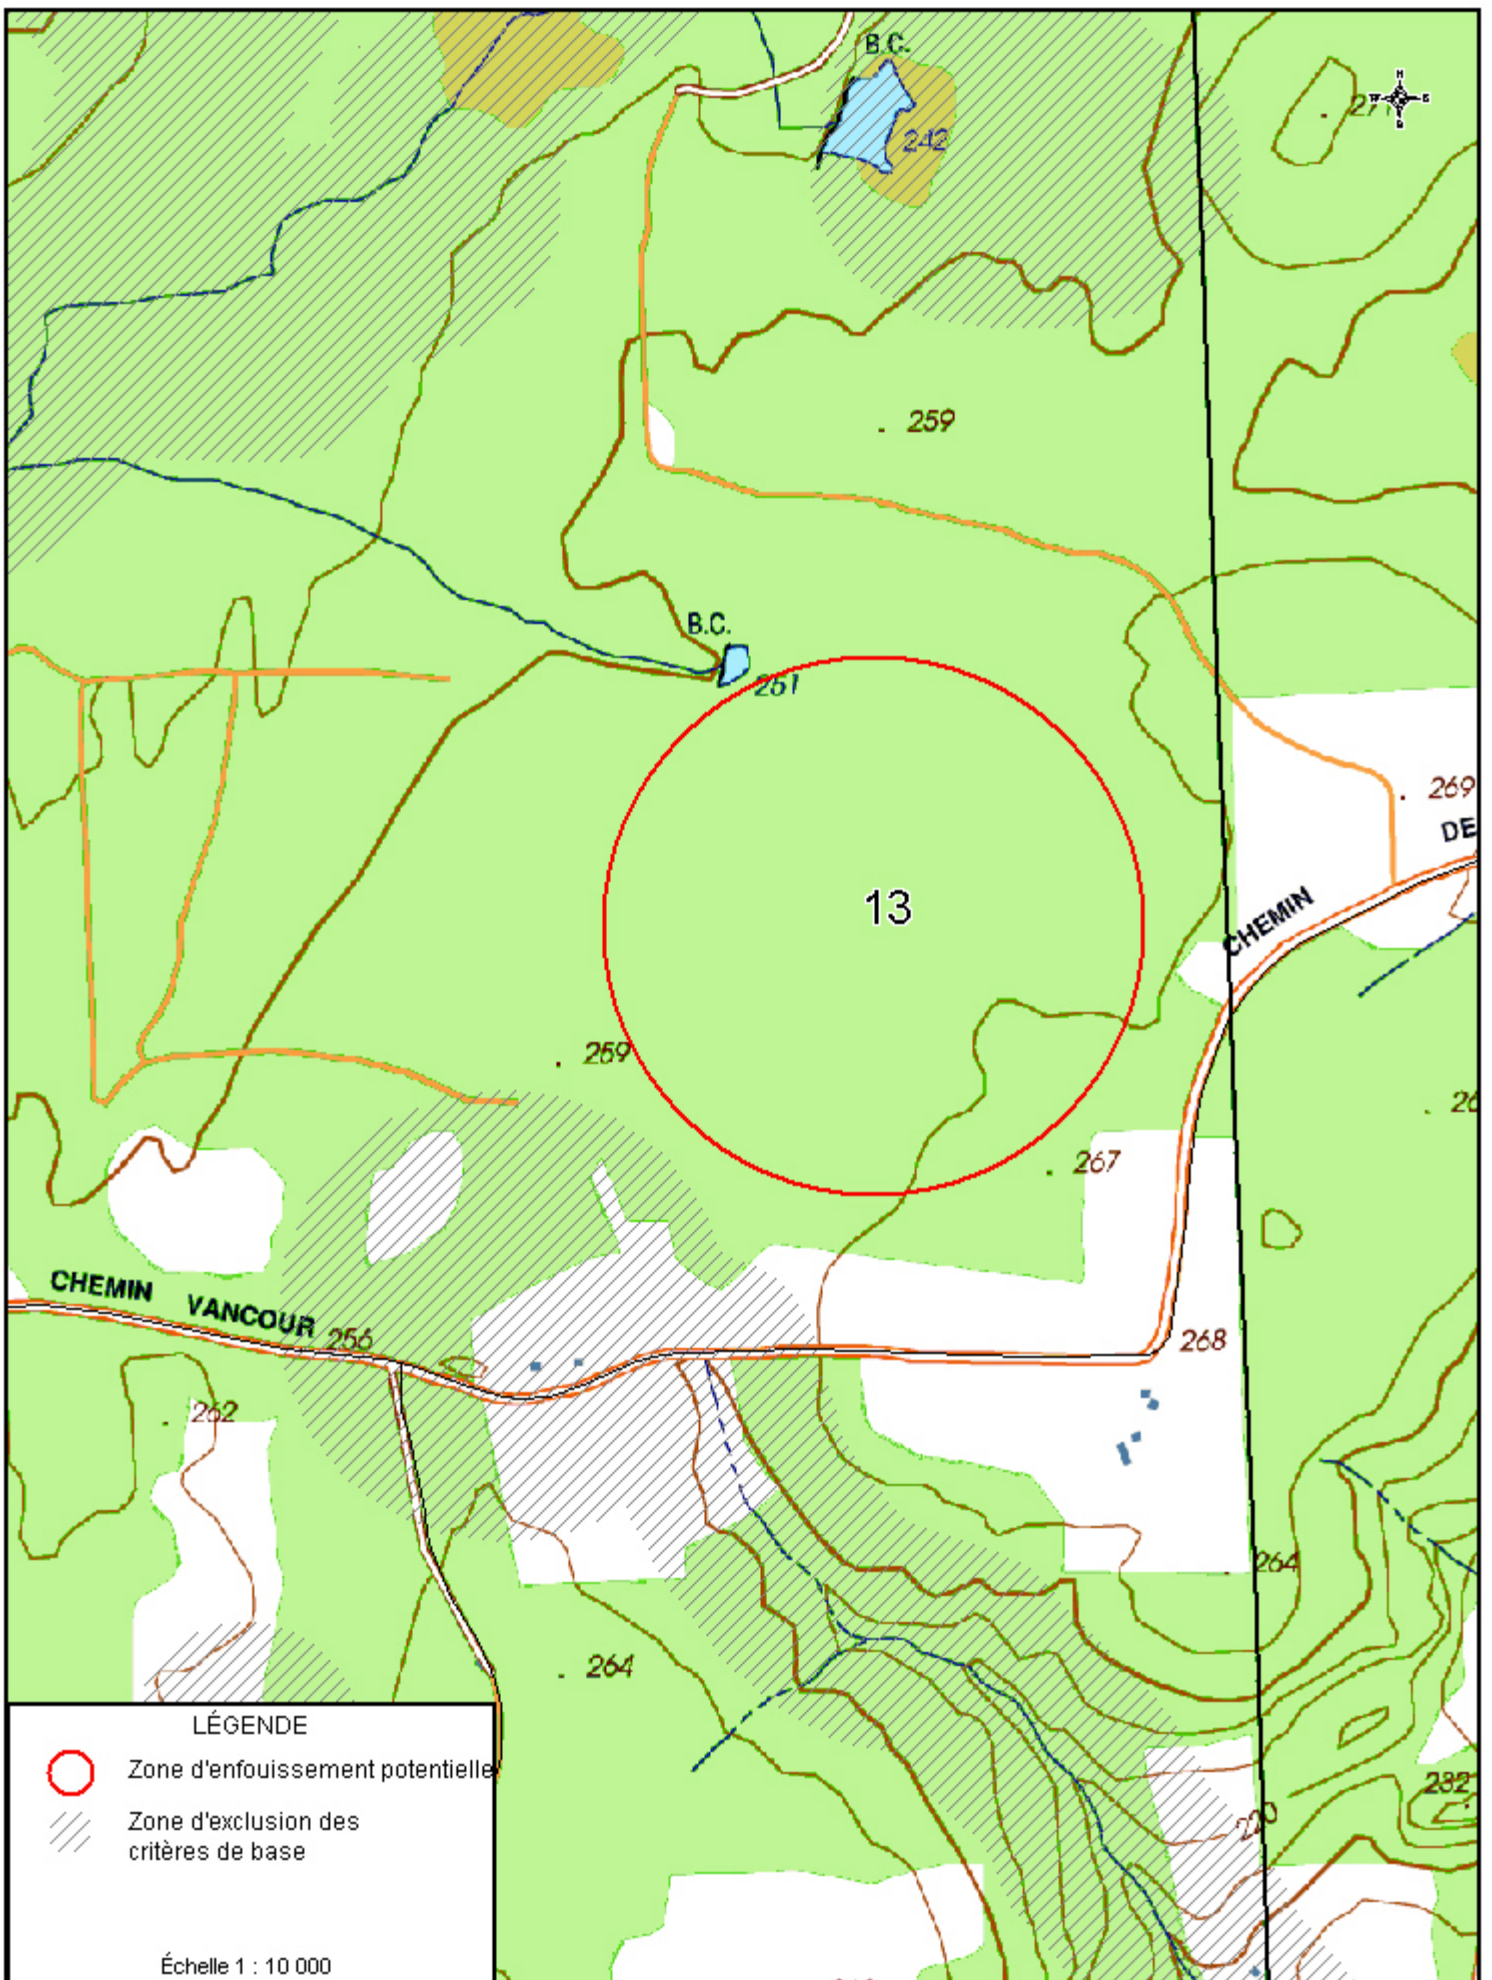 B.C.
242
259
B.C.
251
269
DE
13
CHEMIN
259
267
CHEMIN VANCOUR
256
268
262
264
264
232
220
LÉGENDE
Zone d'enfouissement potentielle
Zone d'exclusion des
critères de base
Échelle 1 : 10 000